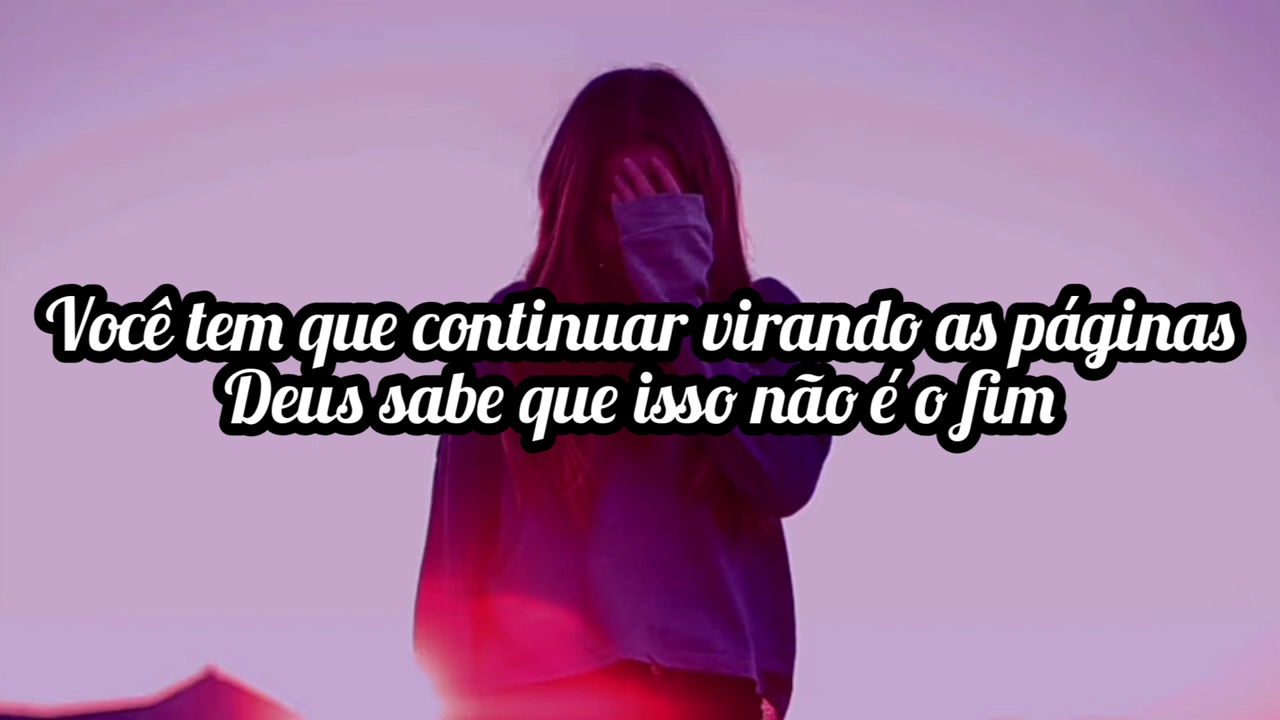 Você tem que continuar virando as páginas
Deus sabe que isso não é o fim